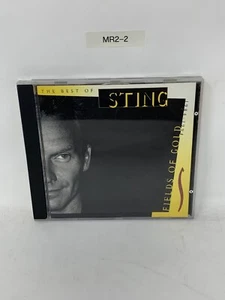 MR2-2
THE BEST OF
STING
FIELDS OF GOLD